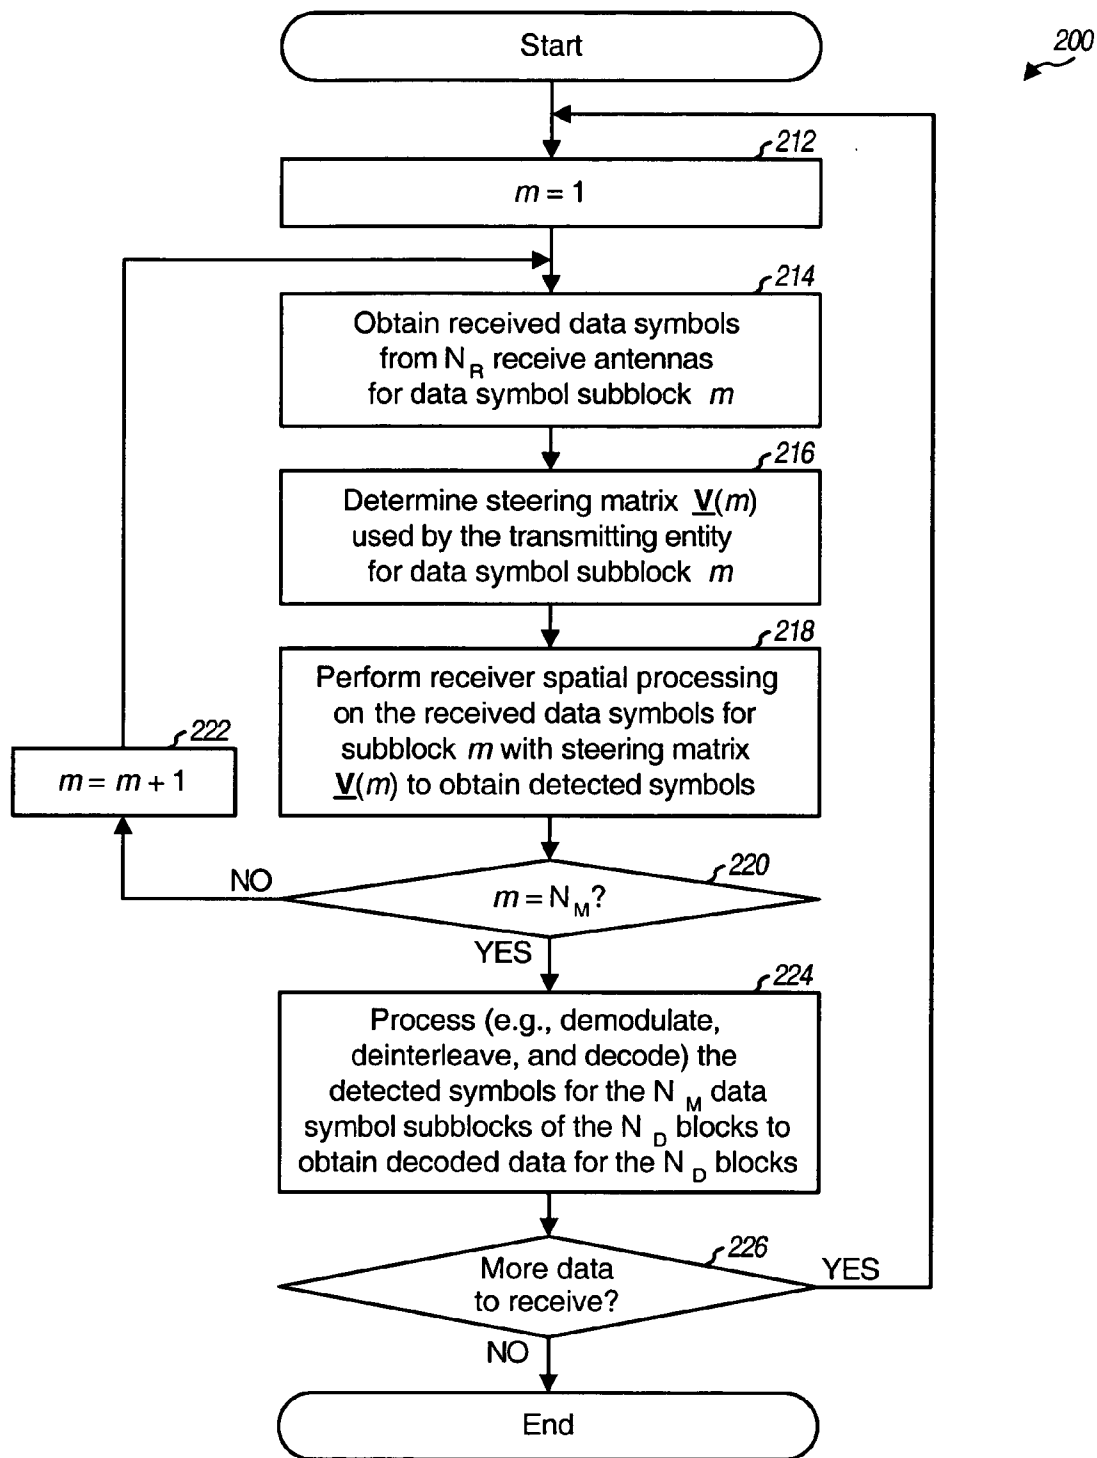 Start
200
212
m = 1
214
Obtain received data symbols
from N_R receive antennas
for data symbol subblock m
216
Determine steering matrix V(m)
used by the transmitting entity
for data symbol subblock m
218
Perform receiver spatial processing
on the received data symbols for
subblock m with steering matrix
V(m) to obtain detected symbols
222
m = m + 1
220
NO
m = N_M?
YES
224
Process (e.g., demodulate,
deinterleave, and decode) the
detected symbols for the N_M data
symbol subblocks of the N_D blocks to
obtain decoded data for the N_D blocks
226
More data
to receive?
YES
NO
End